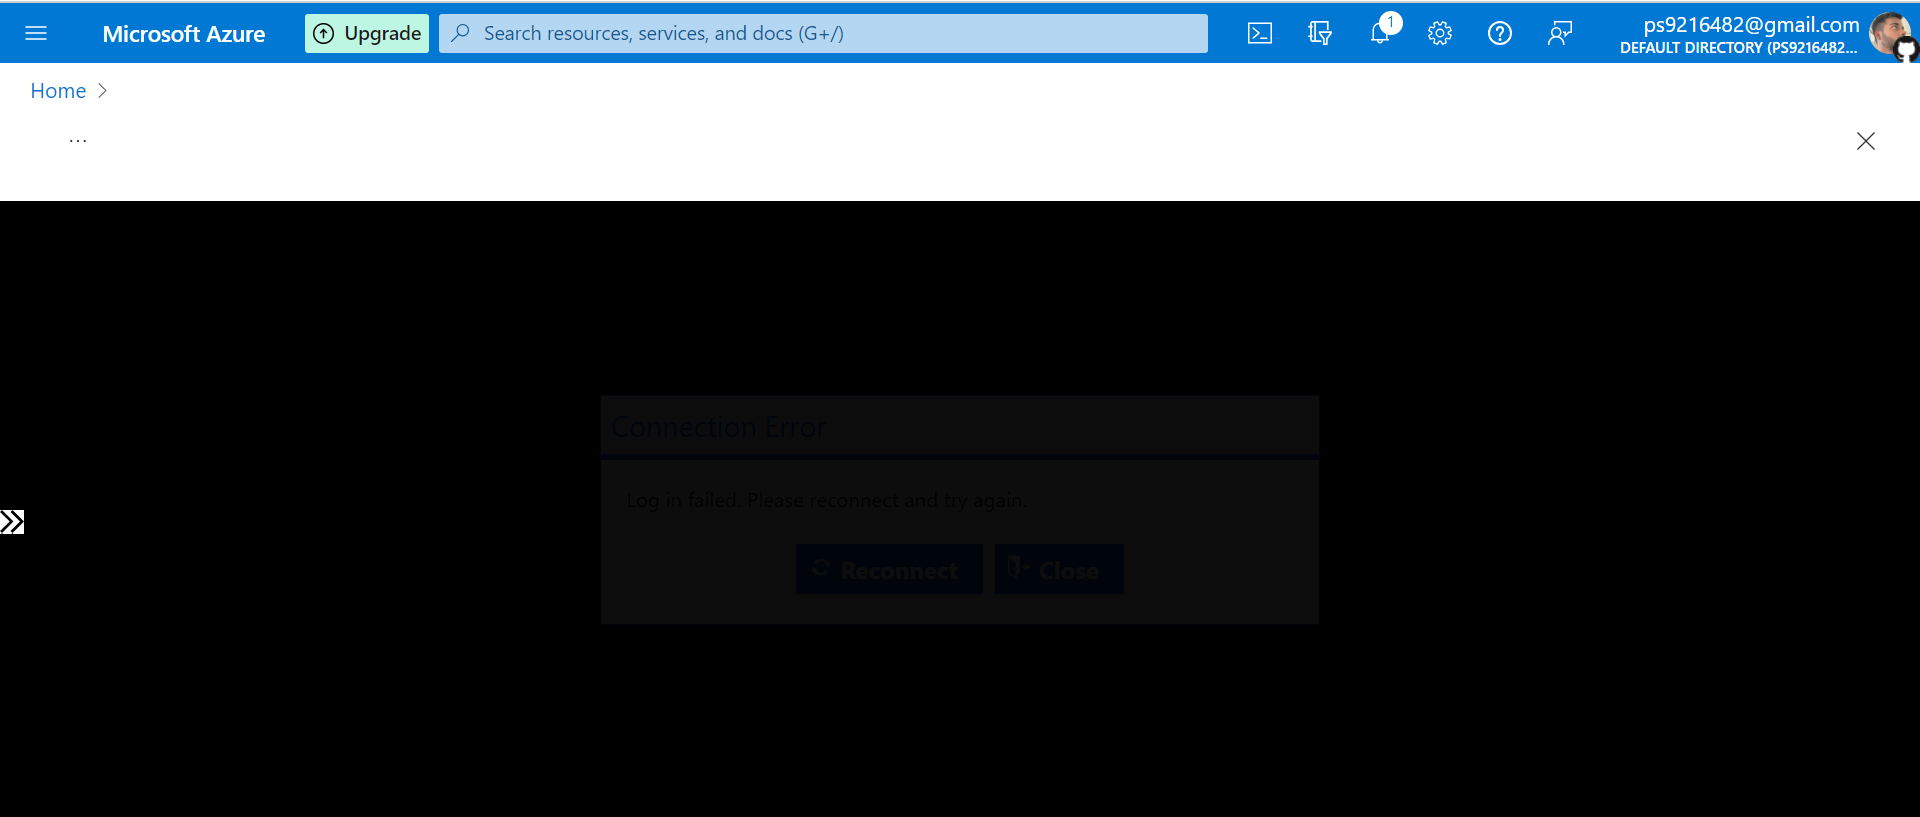 Microsoft Azure
Upgrade
Search resources, services, and docs (G+/)
1
ps9216482@gmail.com
DEFAULT DIRECTORY (PS9216482...
Home
...
Connection Error
Log in failed. Please reconnect and try again.
Reconnect
Close